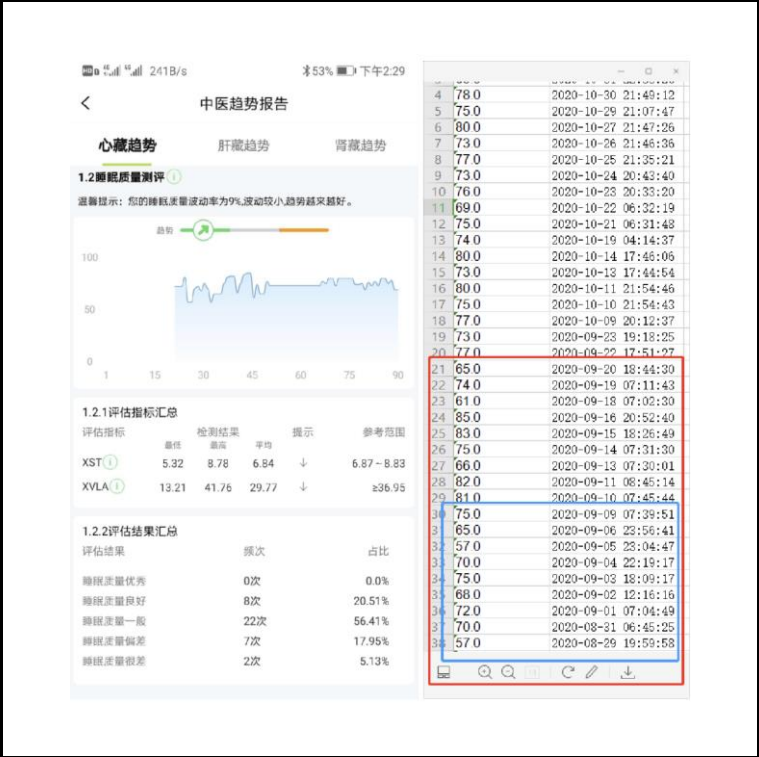 241B/s 53% 下午2:29
中医趋势报告
心藏趋势 肝藏趋势 肾藏趋势
1.2睡眠质量测评
温馨提示：您的睡眠质量波动率为9%,波动较小,趋势越来越好。
趋势
100
50
0
1 15 30 45 60 75 90
1.2.1评估指标汇总
评估指标 检测结果 提示 参考范围
最低 最高 平均
XST 5.32 8.78 6.84 ↓ 6.87~8.83
XVLA 13.21 41.76 29.77 ↓ ≥36.95
1.2.2评估结果汇总
评估结果 频次 占比
睡眠质量优秀 0次 0.0%
睡眠质量良好 8次 20.51%
睡眠质量一般 22次 56.41%
睡眠质量偏差 7次 17.95%
睡眠质量很差 2次 5.13%
4 78.0 2020-10-30 21:49:12
5 75.0 2020-10-29 21:07:47
6 80.0 2020-10-27 21:47:26
7 73.0 2020-10-26 21:46:36
8 77.0 2020-10-25 21:35:21
9 73.0 2020-10-24 20:43:40
10 76.0 2020-10-23 20:33:20
11 69.0 2020-10-22 06:32:19
12 75.0 2020-10-21 06:31:48
13 74.0 2020-10-19 04:14:37
14 80.0 2020-10-14 17:46:06
15 73.0 2020-10-13 17:44:54
16 80.0 2020-10-11 21:54:46
17 75.0 2020-10-10 21:54:43
18 77.0 2020-10-09 20:12:37
19 73.0 2020-09-23 19:18:25
20 77.0 2020-09-22 17:51:27
21 65.0 2020-09-20 18:44:30
22 74.0 2020-09-19 07:11:43
23 61.0 2020-09-18 07:02:30
24 85.0 2020-09-16 20:52:40
25 83.0 2020-09-15 18:26:49
26 75.0 2020-09-14 07:31:30
27 66.0 2020-09-13 07:30:01
28 82.0 2020-09-11 08:45:14
29 81.0 2020-09-10 07:45:44
30 75.0 2020-09-09 07:39:51
31 65.0 2020-09-06 23:56:41
32 57.0 2020-09-05 23:04:47
33 70.0 2020-09-04 22:19:17
34 75.0 2020-09-03 18:09:17
35 68.0 2020-09-02 12:16:16
36 72.0 2020-09-01 07:04:49
37 70.0 2020-08-31 06:45:25
38 57.0 2020-08-29 19:59:58